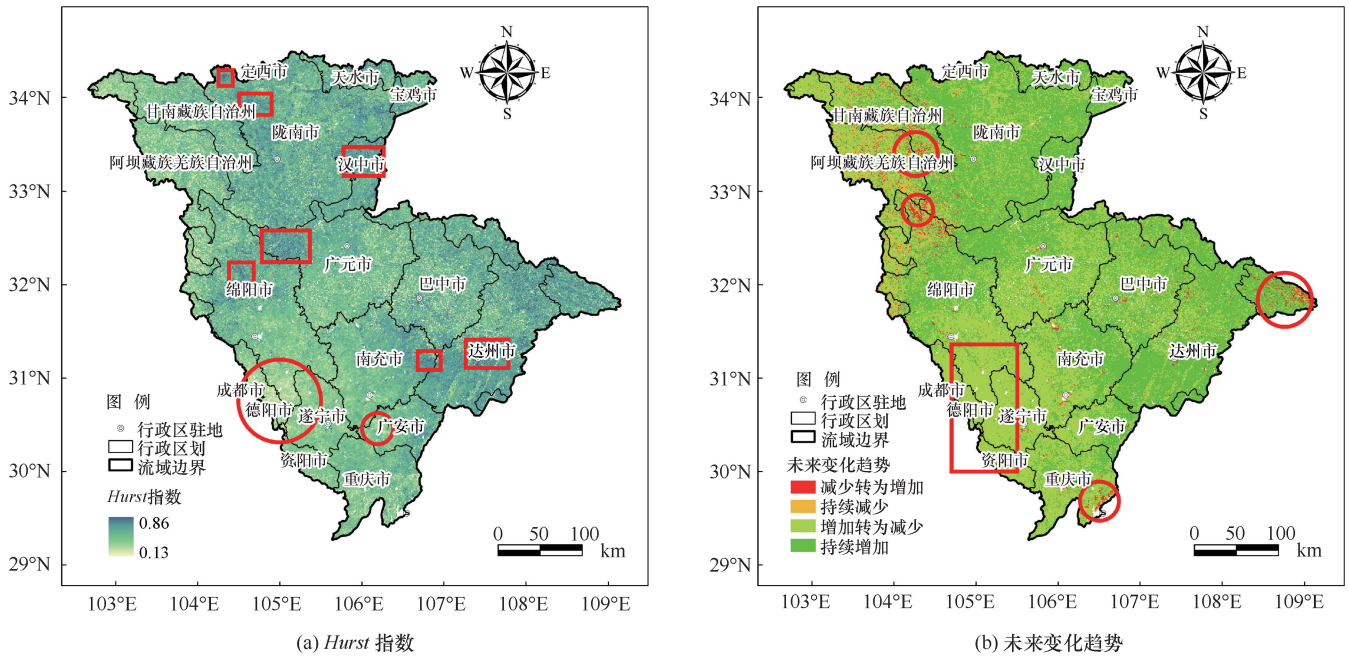 N
W E
S
34°N
33°N
32°N
31°N
30°N
29°N
103°E 104°E 105°E 106°E 107°E 108°E 109°E
定西市
天水市
宝鸡市
甘南藏族自治州
陇南市
阿坝藏族羌族自治州
汉中市
广元市
绵阳市
巴中市
南充市
达州市
成都市
德阳市
遂宁市
广安市
资阳市
重庆市
图 例
行政区驻地
行政区划
流域边界
Hurst指数
0.86
0.13
0 50 100
km
(a) Hurst 指数
N
W E
S
34°N
33°N
32°N
31°N
30°N
29°N
103°E 104°E 105°E 106°E 107°E 108°E 109°E
定西市
天水市
宝鸡市
甘南藏族自治州
陇南市
阿坝藏族羌族自治州
汉中市
广元市
绵阳市
巴中市
南充市
达州市
成都市
德阳市
遂宁市
广安市
资阳市
重庆市
图 例
行政区驻地
行政区划
流域边界
未来变化趋势
减少转为增加
持续减少
增加转为减少
持续增加
0 50 100
km
(b) 未来变化趋势